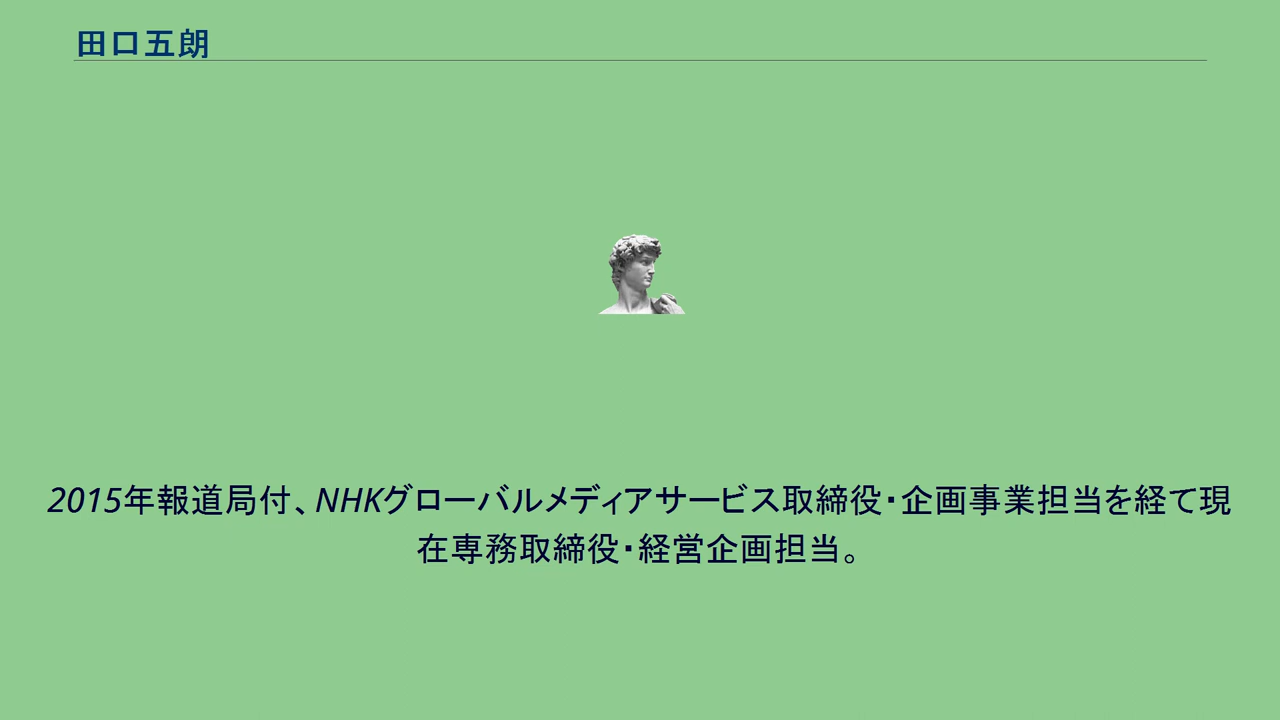 田口五朗
2015年報道局付、NHKグローバルメディアサービス取締役・企画事業担当を経て現
在専務取締役・経営企画担当。